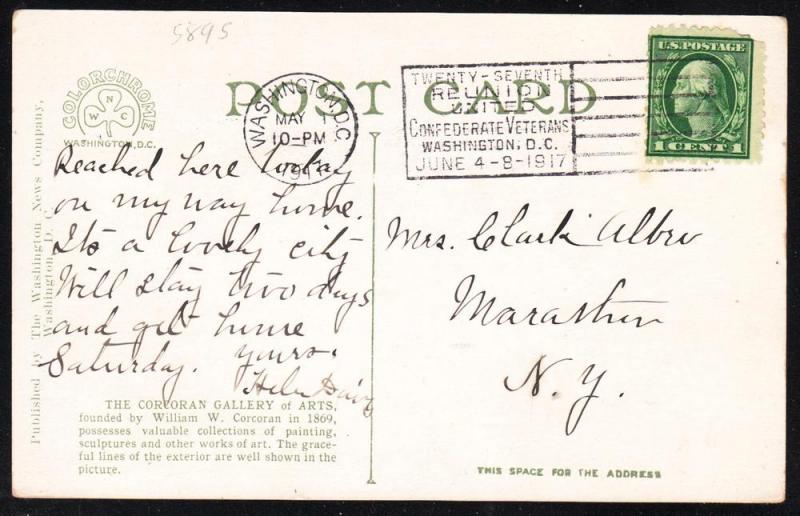 5895
POST CARD
COLORCHROME
N
W C
WASHINGTON, D.C.
Published by The Washington News Company,
Washington D. C.
WASHINGTON, D.C.
MAY
10-PM
TWENTY-SEVENTH
REUNION
UNITED
CONFEDERATE VETERANS
WASHINGTON, D.C.
JUNE 4-8-1917
U.S. POSTAGE
1 CENT 1
Reached here today
on my way home.
Its a lovely city
Will stay two days
and get home
Saturday. Yours.
Helen
Mrs. Clark Albro
Marathon
N.Y.
THE CORCORAN GALLERY of ARTS,
founded by William W. Corcoran in 1869,
possesses valuable collections of painting,
sculptures and other works of art. The grace-
ful lines of the exterior are well shown in the
picture.
THIS SPACE FOR THE ADDRESS